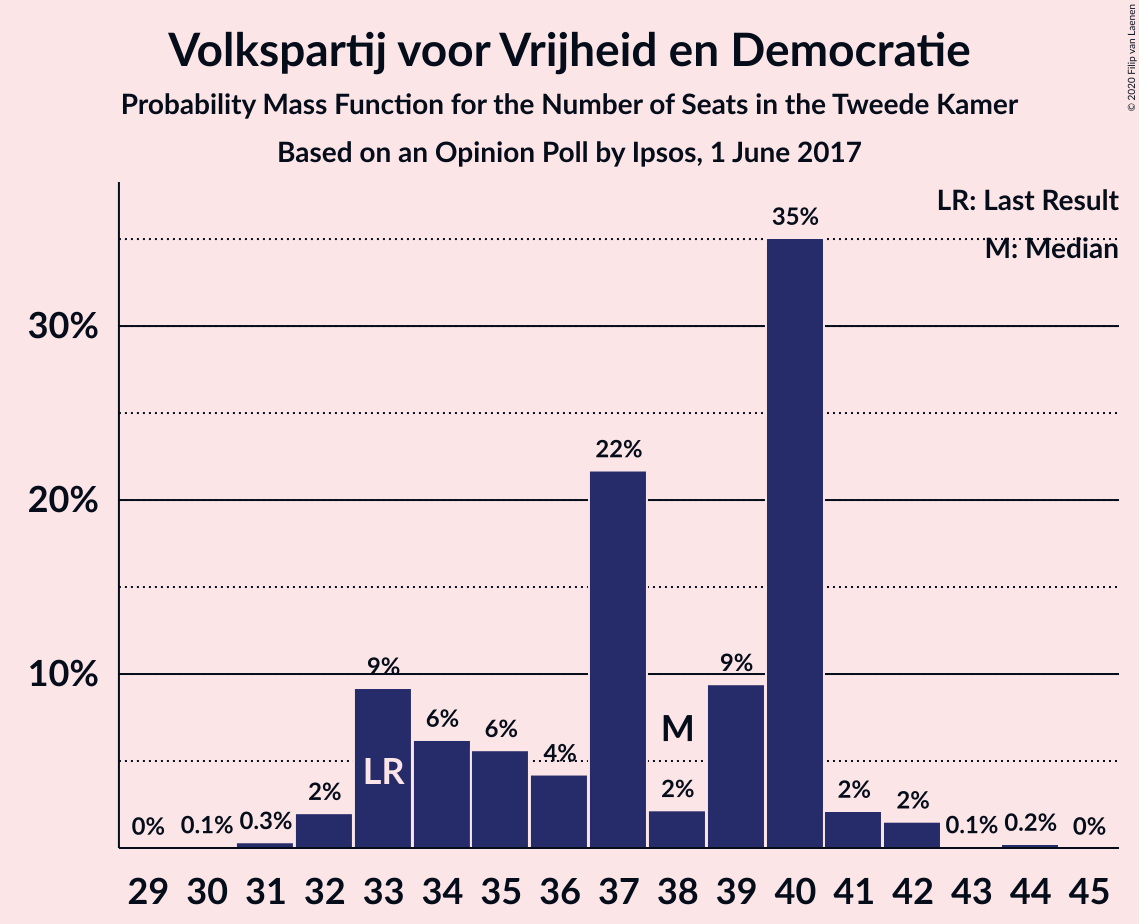 Volkspartij voor Vrijheid en Democratie
Probability Mass Function for the Number of Seats in the Tweede Kamer
Based on an Opinion Poll by Ipsos, 1 June 2017
© 2020 Filip van Laenen
LR: Last Result
M: Median
30%
20%
10%
0%
0.1%
0.3%
2%
9%
6%
6%
4%
22%
2%
9%
35%
2%
2%
0.1%
0.2%
0%
LR
M
29 30 31 32 33 34 35 36 37 38 39 40 41 42 43 44 45